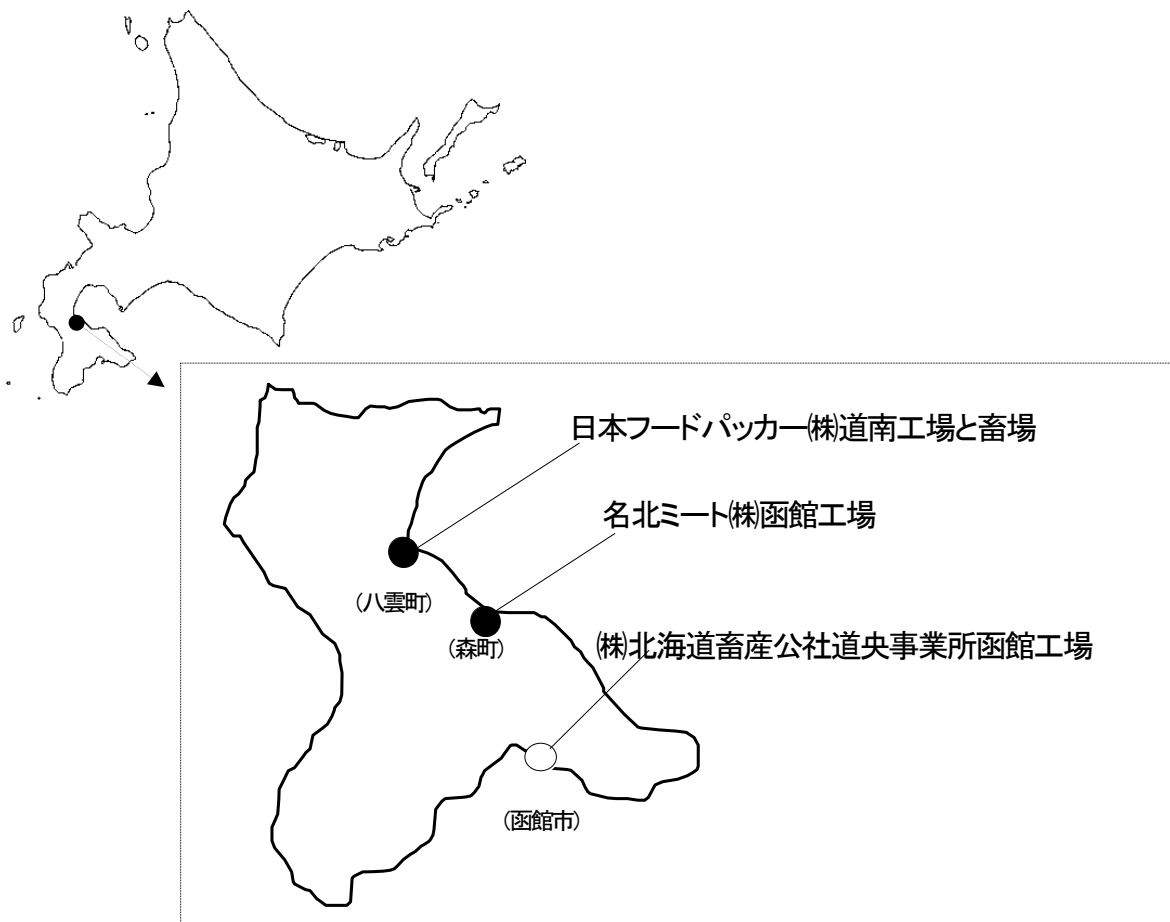 日本フードパッカー㈱道南工場と畜場
名北ミート㈱函館工場
（八雲町）
（森町）
㈱北海道畜産公社道央事業所函館工場
（函館市）